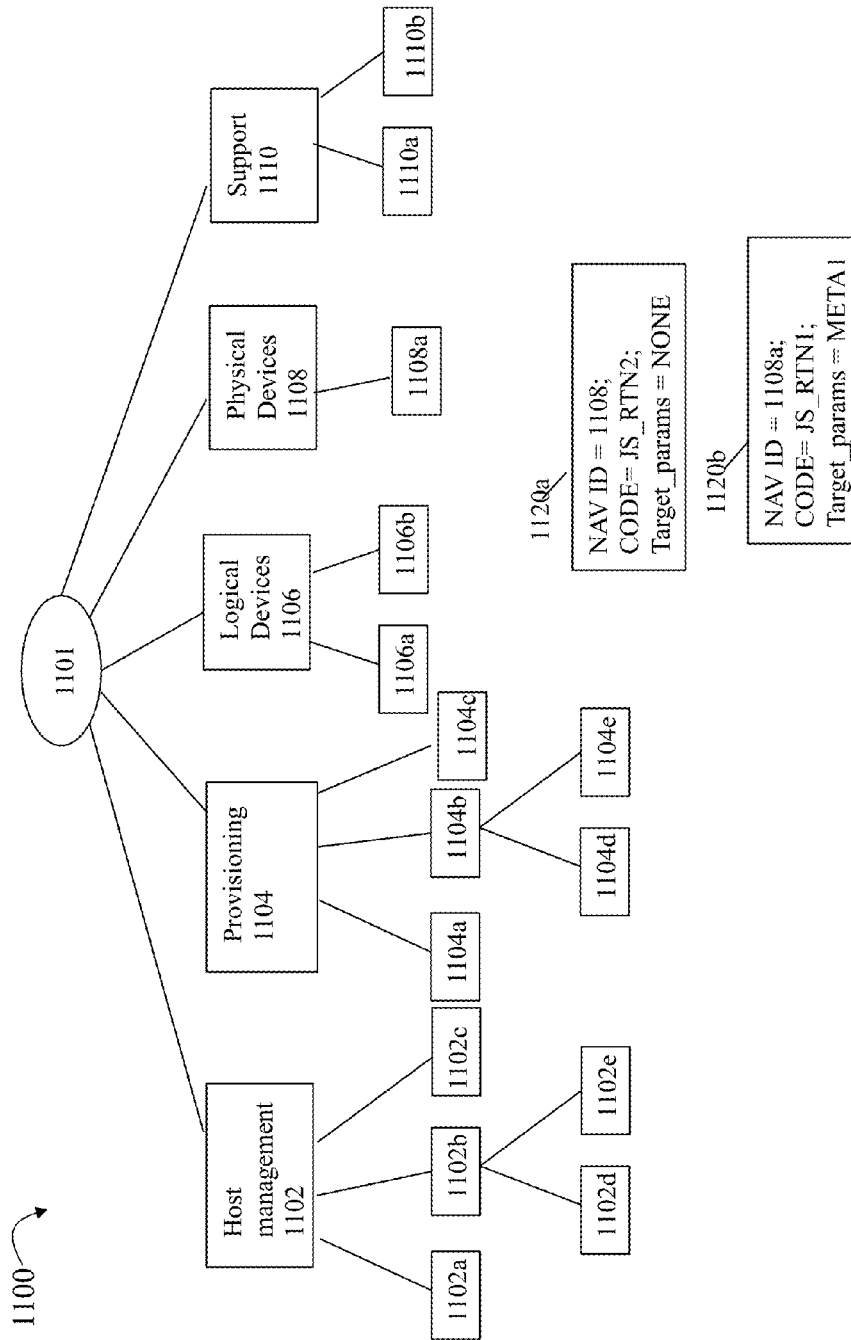 1100
1101
Host
management
1102
Provisioning
1104
Logical
Devices
1106
Physical
Devices
1108
Support
1110
1102a
1102b
1102c
1104a
1104b
1104c
1106a
1106b
1108a
1110a
1110b
1102d
1102e
1104d
1104e
1120a
NAV ID = 1108;
CODE= JS_RTN2;
Target_params = NONE
1120b
NAV ID = 1108a;
CODE= JS_RTN1;
Target_params = META1